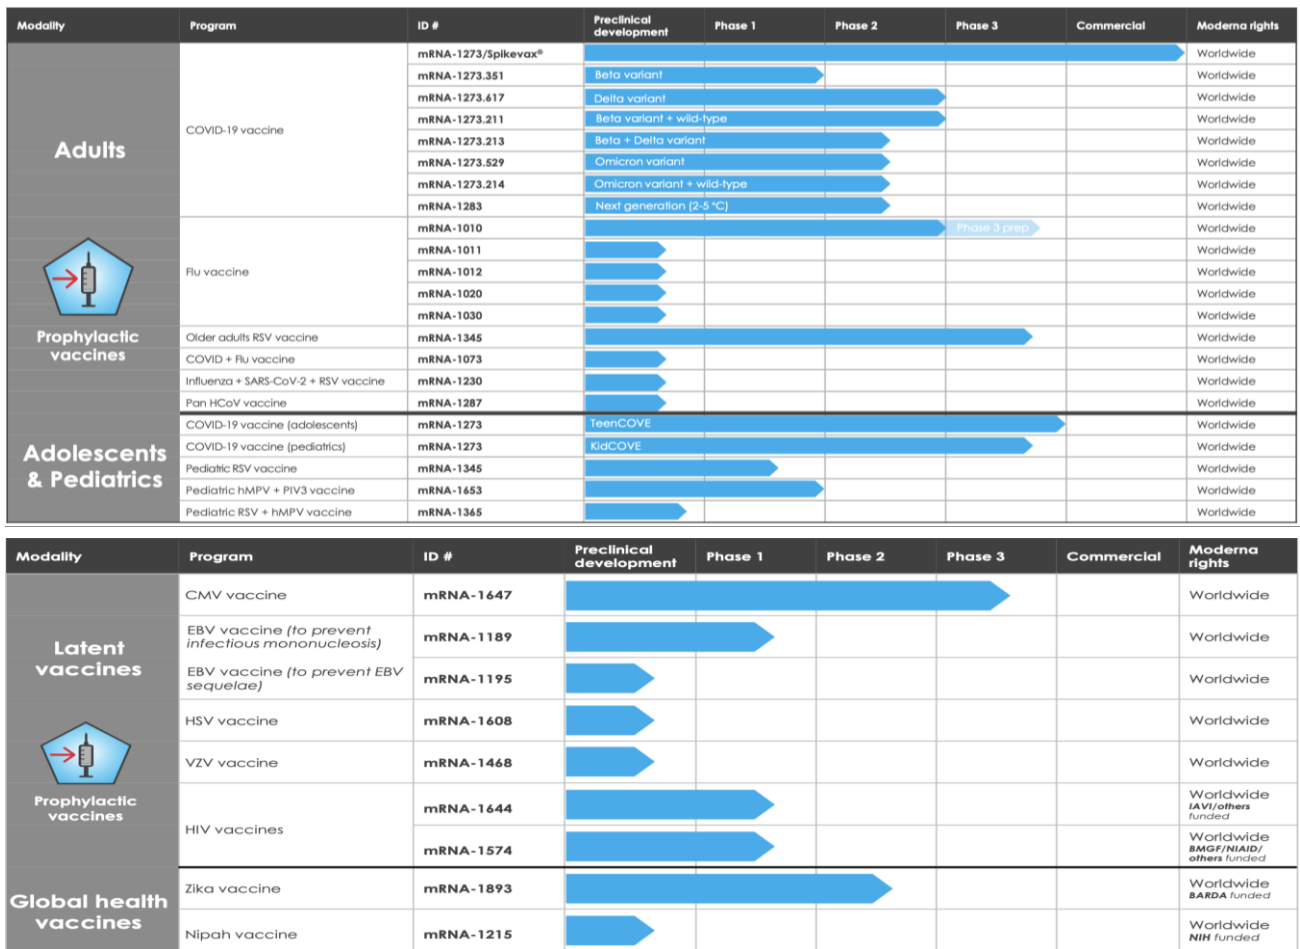 Modality Program ID # Preclinical development Phase 1 Phase 2 Phase 3 Commercial Moderna rights
Adults
Prophylactic
vaccines
COVID-19 vaccine
mRNA-1273/Spikevax® Worldwide
mRNA-1273.351 Beta variant Worldwide
mRNA-1273.617 Delta variant Worldwide
mRNA-1273.211 Beta variant + wild-type Worldwide
mRNA-1273.213 Beta + Delta variant Worldwide
mRNA-1273.529 Omicron variant Worldwide
mRNA-1273.214 Omicron variant + wild-type Worldwide
mRNA-1283 Next generation (2-5 °C) Worldwide
Flu vaccine
mRNA-1010 Phase 3 prep Worldwide
mRNA-1011 Worldwide
mRNA-1012 Worldwide
mRNA-1020 Worldwide
mRNA-1030 Worldwide
Older adults RSV vaccine mRNA-1345 Worldwide
COVID + Flu vaccine mRNA-1073 Worldwide
Influenza + SARS-CoV-2 + RSV vaccine mRNA-1230 Worldwide
Pan HCoV vaccine mRNA-1287 Worldwide
Adolescents
& Pediatrics
COVID-19 vaccine (adolescents) mRNA-1273 TeenCOVE Worldwide
COVID-19 vaccine (pediatrics) mRNA-1273 KidCOVE Worldwide
Pediatric RSV vaccine mRNA-1345 Worldwide
Pediatric hMPV + PIV3 vaccine mRNA-1653 Worldwide
Pediatric RSV + hMPV vaccine mRNA-1365 Worldwide
Modality Program ID # Preclinical development Phase 1 Phase 2 Phase 3 Commercial Moderna rights
Latent
vaccines
Prophylactic
vaccines
CMV vaccine mRNA-1647 Worldwide
EBV vaccine (to prevent
infectious mononucleosis) mRNA-1189 Worldwide
EBV vaccine (to prevent EBV
sequelae) mRNA-1195 Worldwide
HSV vaccine mRNA-1608 Worldwide
VZV vaccine mRNA-1468 Worldwide
HIV vaccines
mRNA-1644 Worldwide
IAVI/others
funded
mRNA-1574 Worldwide
BMGF/NIAID/
others funded
Global health
vaccines
Zika vaccine mRNA-1893 Worldwide
BARDA funded
Nipah vaccine mRNA-1215 Worldwide
NIH funded